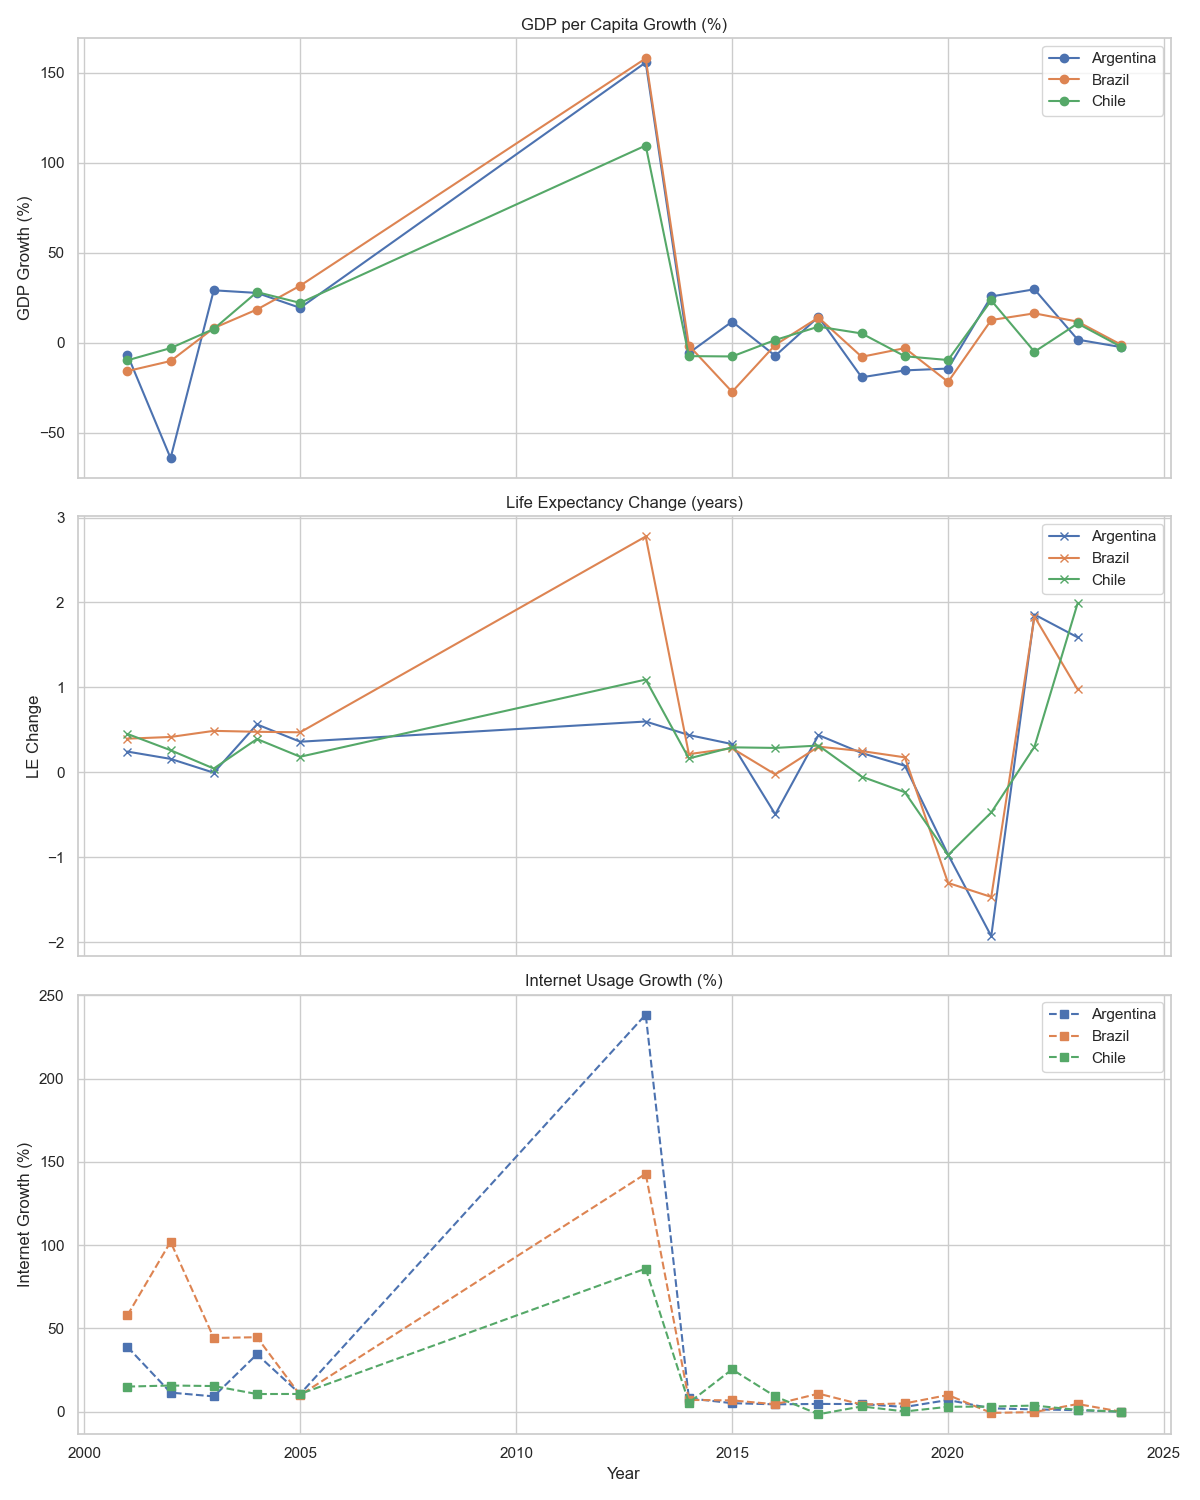 GDP per Capita Growth (%)
Argentina
Brazil
Chile
150
100
50
0
−50
GDP Growth (%)
Life Expectancy Change (years)
Argentina
Brazil
Chile
3
2
1
0
−1
−2
LE Change
Internet Usage Growth (%)
Argentina
Brazil
Chile
250
200
150
100
50
0
Internet Growth (%)
2000 2005 2010 2015 2020 2025
Year